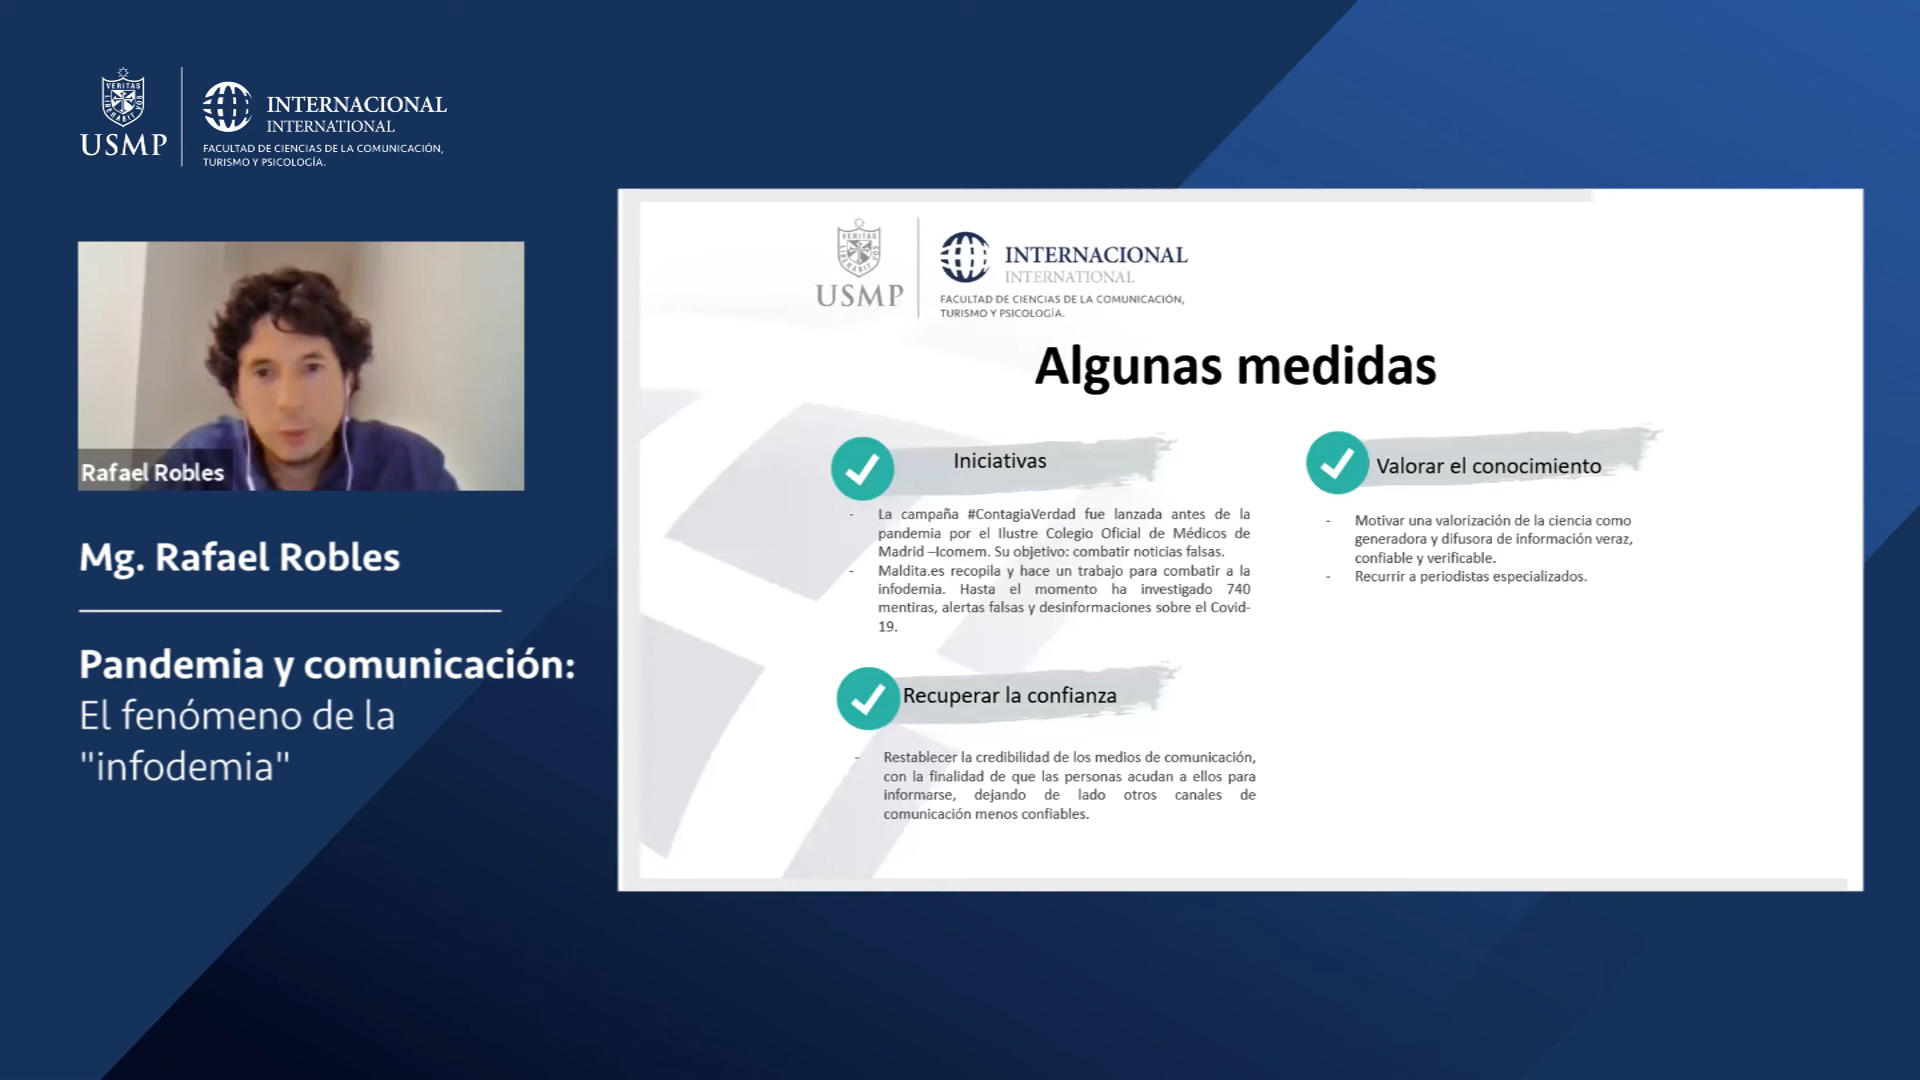 VERITAS
LIBERABIT VOS
USMP
INTERNACIONAL
INTERNATIONAL
FACULTAD DE CIENCIAS DE LA COMUNICACIÓN,
TURISMO Y PSICOLOGÍA.
Rafael Robles
Mg. Rafael Robles
Pandemia y comunicación:
El fenómeno de la
"infodemia"
VERITAS
LIBERABIT VOS
USMP
INTERNACIONAL
INTERNATIONAL
FACULTAD DE CIENCIAS DE LA COMUNICACIÓN,
TURISMO Y PSICOLOGÍA.
Algunas medidas
Iniciativas
- La campaña #ContagiaVerdad fue lanzada antes de la
pandemia por el Ilustre Colegio Oficial de Médicos de
Madrid –Icomem. Su objetivo: combatir noticias falsas.
- Maldita.es recopila y hace un trabajo para combatir a la
infodemia. Hasta el momento ha investigado 740
mentiras, alertas falsas y desinformaciones sobre el Covid-
19.
Recuperar la confianza
- Restablecer la credibilidad de los medios de comunicación,
con la finalidad de que las personas acudan a ellos para
informarse, dejando de lado otros canales de
comunicación menos confiables.
Valorar el conocimiento
- Motivar una valorización de la ciencia como
generadora y difusora de información veraz,
confiable y verificable.
- Recurrir a periodistas especializados.